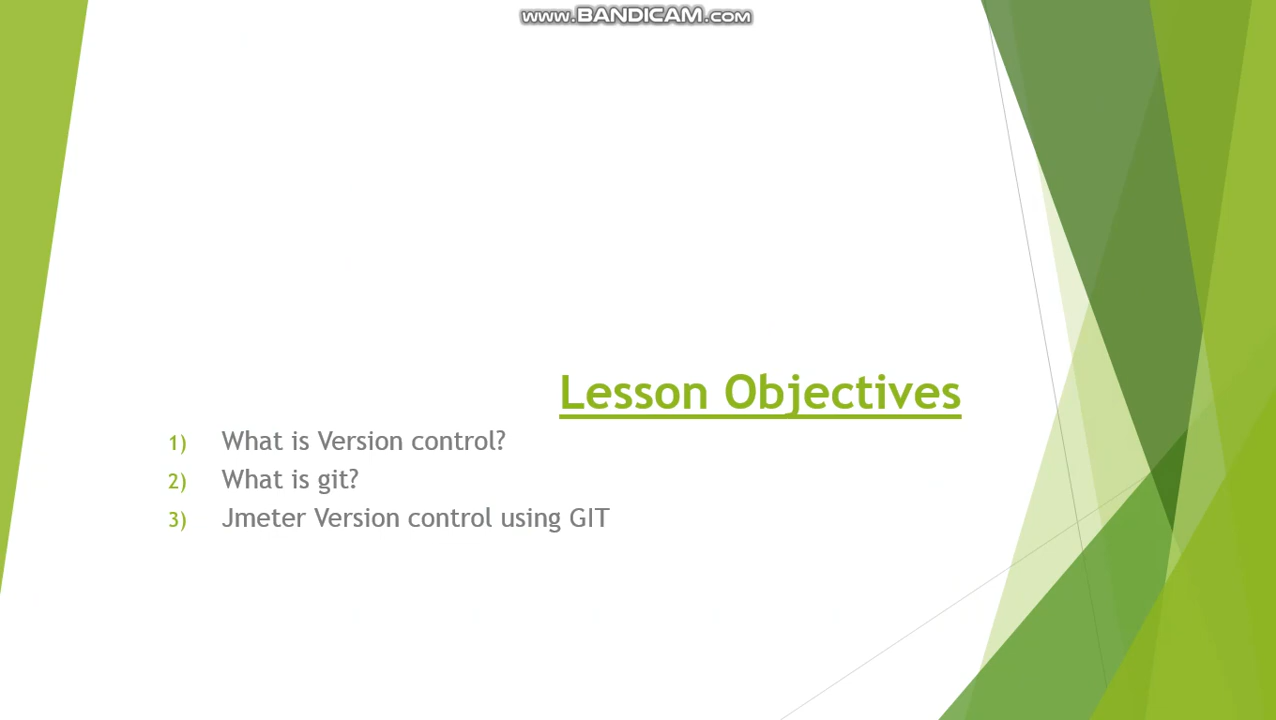 www.BANDICAM.com
Lesson Objectives
1) What is Version control?
2) What is git?
3) Jmeter Version control using GIT